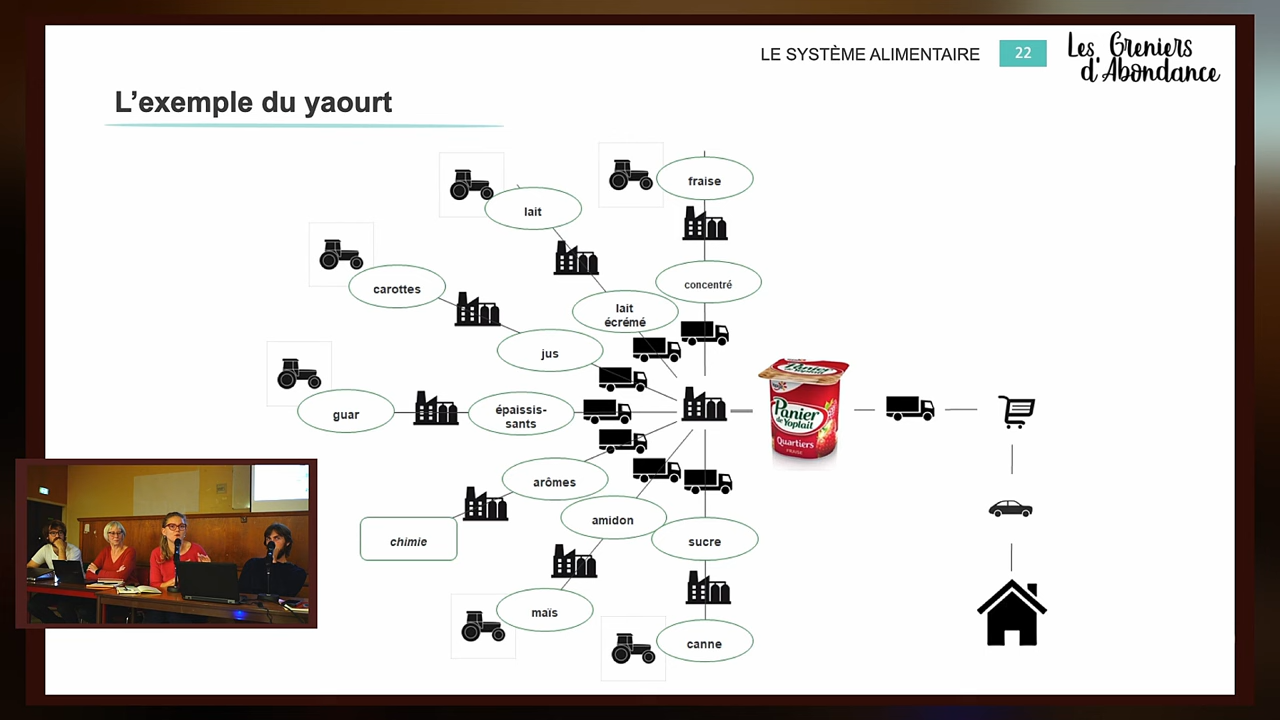 LE SYSTÈME ALIMENTAIRE
22
Les Greniers
d'Abondance
L'exemple du yaourt
fraise
lait
concentré
carottes
lait
écrémé
jus
guar
épaissis-
sants
Panier
de Yoplait
Quartiers
FRAISE
arômes
amidon
chimie
sucre
maïs
canne